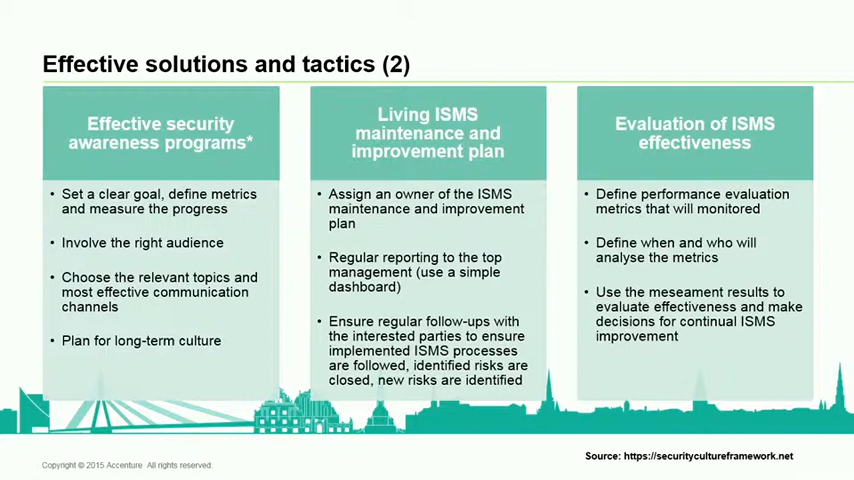 Effective solutions and tactics (2)
Effective security
awareness programs*
• Set a clear goal, define metrics
and measure the progress
• Involve the right audience
• Choose the relevant topics and
most effective communication
channels
• Plan for long-term culture
Living ISMS
maintenance and
improvement plan
• Assign an owner of the ISMS
maintenance and improvement
plan
• Regular reporting to the top
management (use a simple
dashboard)
• Ensure regular follow-ups with
the interested parties to ensure
implemented ISMS processes
are followed, identified risks are
closed, new risks are identified
Evaluation of ISMS
effectiveness
• Define performance evaluation
metrics that will monitored
• Define when and who will
analyse the metrics
• Use the meseament results to
evaluate effectiveness and make
decisions for continual ISMS
improvement
Source: https://securitycultureframework.net
Copyright © 2015 Accenture All rights reserved.